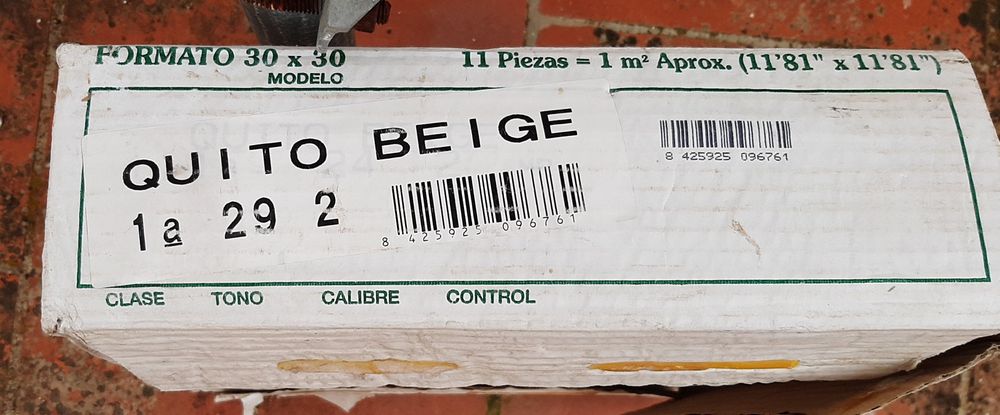 FORMATO 30 x 30 11 Piezas = 1 m² Aprox. (11'81" x 11'81")
MODELO
QUITO BEIGE
8 425925 096761
1ª 29 2
8 425925 096761
CLASE TONO CALIBRE CONTROL